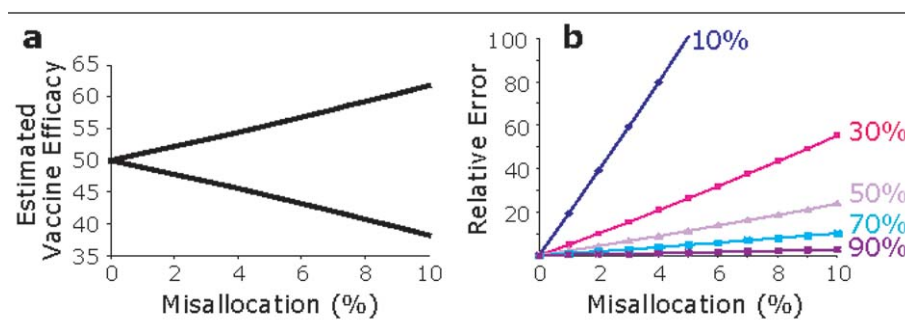 a
Estimated
Vaccine Efficacy
65
60
55
50
45
40
35
0 2 4 6 8 10
Misallocation (%)
b
Relative Error
100
80
60
40
20
0 2 4 6 8 10
Misallocation (%)
10%
30%
50%
70%
90%